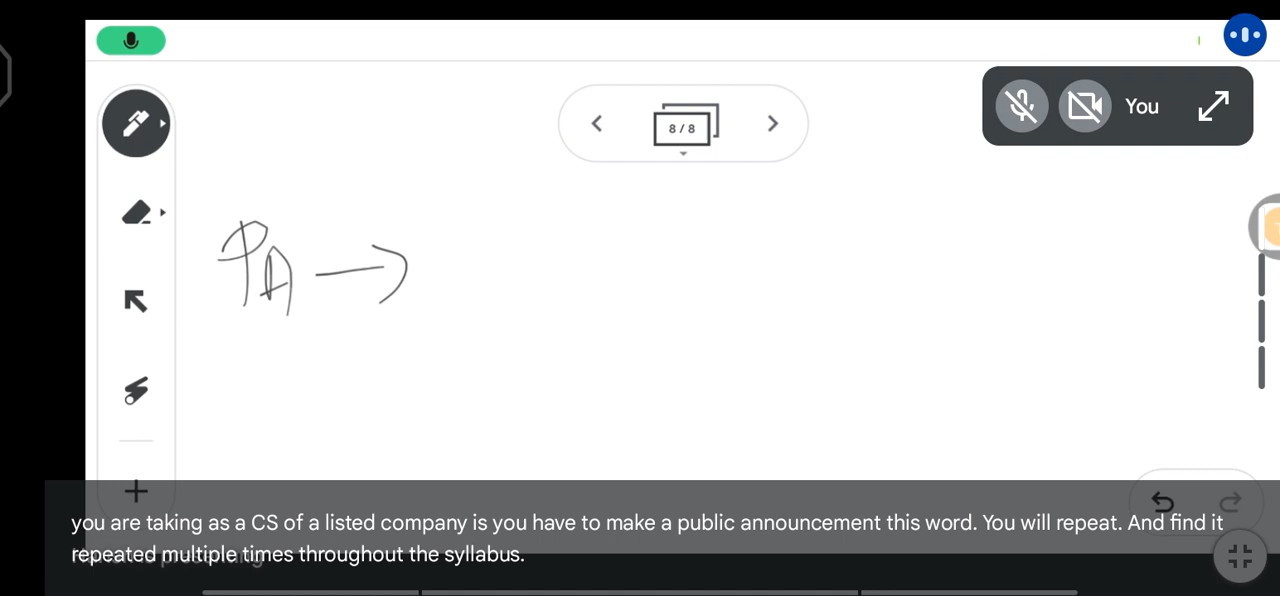 You
8 / 8
PA →
you are taking as a CS of a listed company is you have to make a public announcement this word. You will repeat. And find it
repeated multiple times throughout the syllabus.